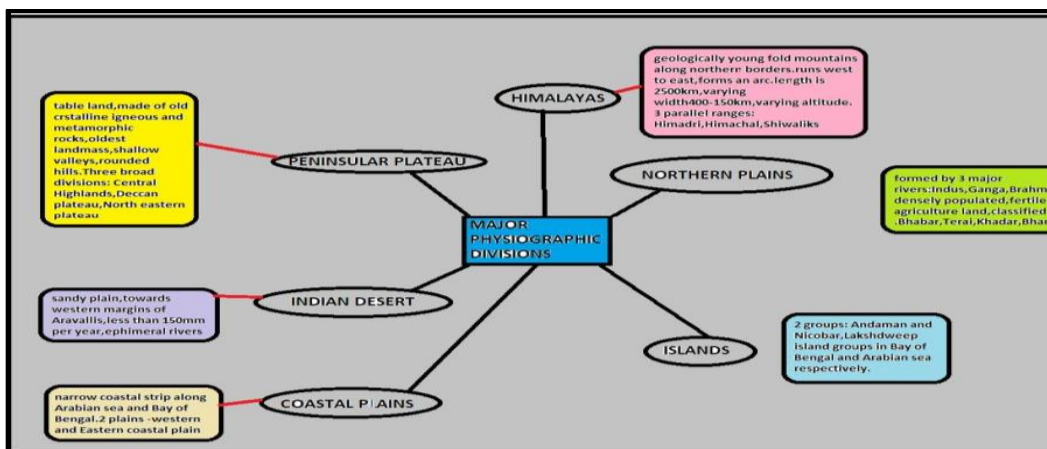 geologically young fold mountains
along northern borders.runs west
to east,forms an arc.length is
2500km,varying
width400-150km,varying altitude.
3 parallel ranges:
Himadri,Himachal,Shiwaliks
HIMALAYAS
table land,made of old
crstalline igneous and
metamorphic
rocks,oldest
landmass,shallow
valleys,rounded
hills.Three broad
divisions: Central
Highlands,Deccan
plateau,North eastern
plateau
PENINSULAR PLATEAU
NORTHERN PLAINS
formed by 3 major
rivers:Indus,Ganga,Brahm
densely populated,fertile
agriculture land,classified
.Bhabar,Terai,Khadar,Bhan
MAJOR
PHYSIOGRAPHIC
DIVISIONS
sandy plain,towards
western margins of
Aravallis,less than 150mm
per year,ephimeral rivers
INDIAN DESERT
2 groups: Andaman and
Nicobar,Lakshdweep
island groups in Bay of
Bengal and Arabian sea
respectively.
ISLANDS
narrow coastal strip along
Arabian sea and Bay of
Bengal.2 plains -western
and Eastern coastal plain
COASTAL PLAINS